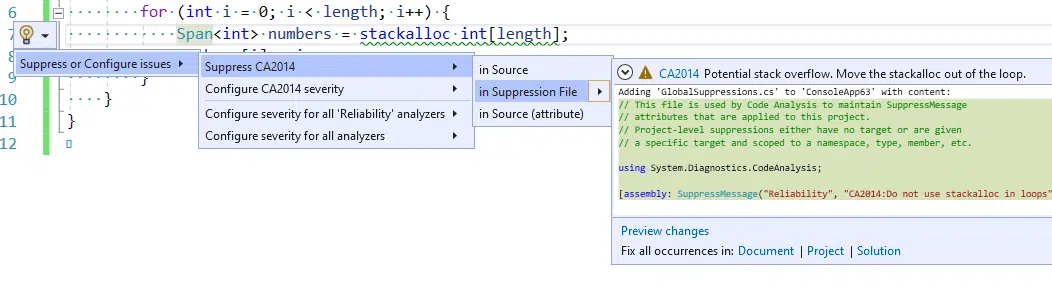 6 for (int i = 0; i < length; i++) {
7 Span<int> numbers = stackalloc int[length];
Suppress or Configure issues
Suppress CA2014
Configure CA2014 severity
Configure severity for all 'Reliability' analyzers
Configure severity for all analyzers
in Source
in Suppression File
in Source (attribute)
CA2014 Potential stack overflow. Move the stackalloc out of the loop.
Adding 'GlobalSuppressions.cs' to 'ConsoleApp63' with content:
// This file is used by Code Analysis to maintain SuppressMessage
// attributes that are applied to this project.
// Project-level suppressions either have no target or are given
// a specific target and scoped to a namespace, type, member, etc.
using System.Diagnostics.CodeAnalysis;
[assembly: SuppressMessage("Reliability", "CA2014:Do not use stackalloc in loops"
Preview changes
Fix all occurrences in: Document | Project | Solution
9 }
10 }
11 }
12